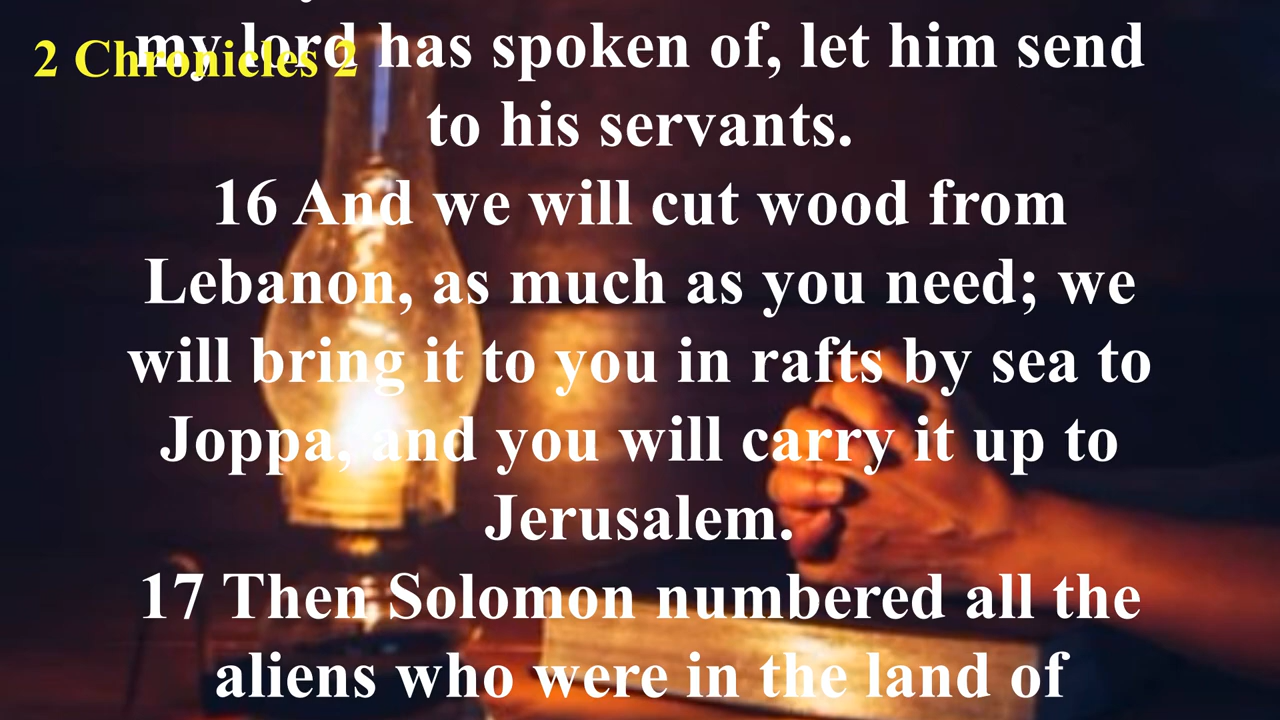 2 Chronicles 2
my lord has spoken of, let him send
to his servants.
16 And we will cut wood from
Lebanon, as much as you need; we
will bring it to you in rafts by sea to
Joppa, and you will carry it up to
Jerusalem.
17 Then Solomon numbered all the
aliens who were in the land of